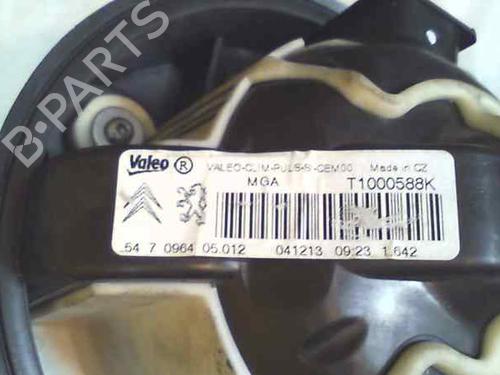 B-PARTS
Valeo ® VALEO-CLIM-PULS-SI-CEM00 Made in CZ
MGA T1000588K
54 7 0964 05.012 041213 09:23 1.642